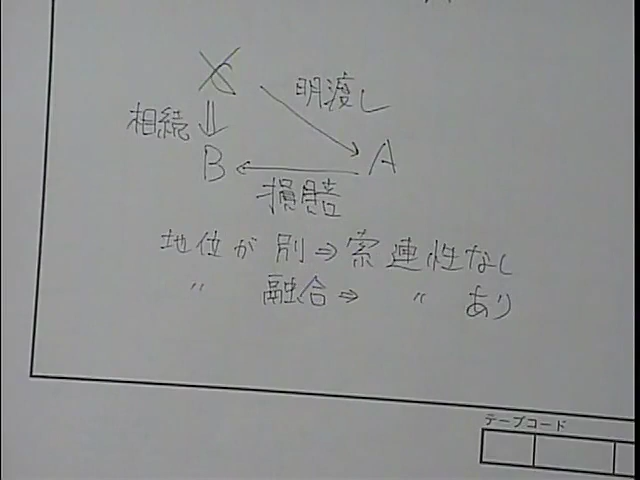 明渡し
相続
B
A
損賠
地位が 別⇒索連性なし
〃 融合⇒ 〃 あり
テープコード